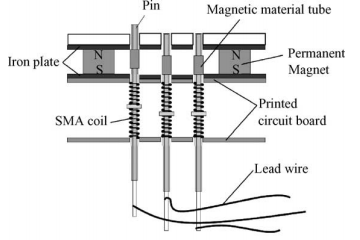 Pin
Magnetic material tube
N
N
Iron plate
S
S
Permanent
Magnet
SMA coil
Printed
circuit board
Lead wire